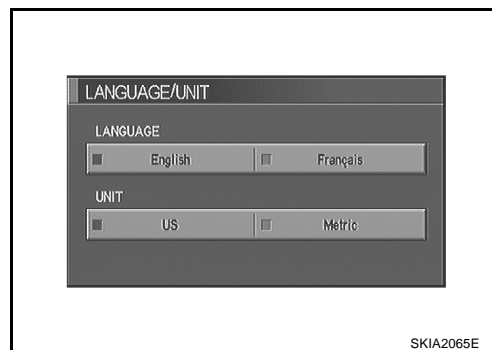 LANGUAGE/UNIT
LANGUAGE
English Français
UNIT
US Metric
SKIA2065E